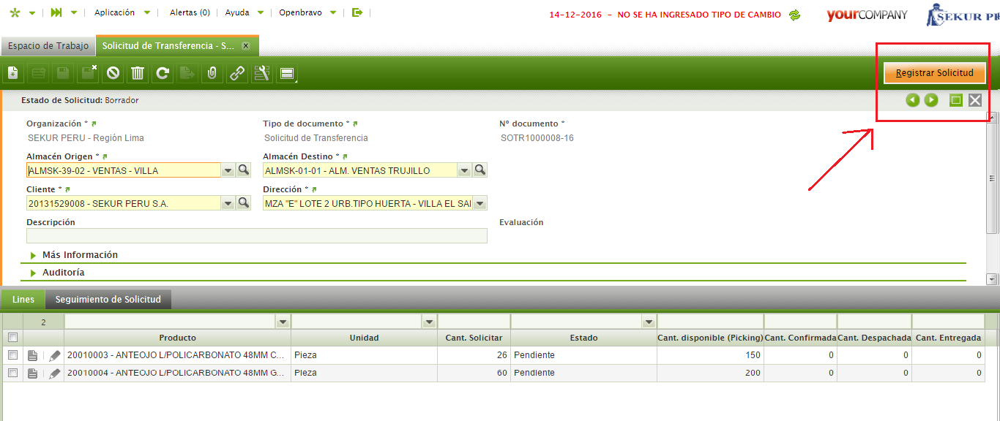 Aplicación Alertas (0) Ayuda Openbravo 14-12-2016 - NO SE HA INGRESADO TIPO DE CAMBIO yourCOMPANY SEKUR
Espacio de Trabajo Solicitud de Transferencia - S...
Registrar Solicitud
Estado de Solicitud: Borrador
Organización * Tipo de documento * Nº documento *
SEKUR PERU - Región Lima Solicitud de Transferencia SOTR1000008-16
Almacén Origen * Almacén Destino *
ALMSK-39-02 - VENTAS - VILLA ALMSK-01-01 - ALM. VENTAS TRUJILLO
Cliente * Dirección *
20131529008 - SEKUR PERU S.A. MZA "E" LOTE 2 URB.TIPO HUERTA - VILLA EL SAL
Descripción Evaluación
Más Información
Auditoría
Lines Seguimiento de Solicitud
2
Producto Unidad Cant. Solicitar Estado Cant. disponible (Picking) Cant. Confirmada Cant. Despachada Cant. Entregada
20010003 - ANTEOJO L/POLICARBONATO 48MM C... Pieza 26 Pendiente 150 0 0 0
20010004 - ANTEOJO L/POLICARBONATO 48MM G... Pieza 60 Pendiente 200 0 0 0